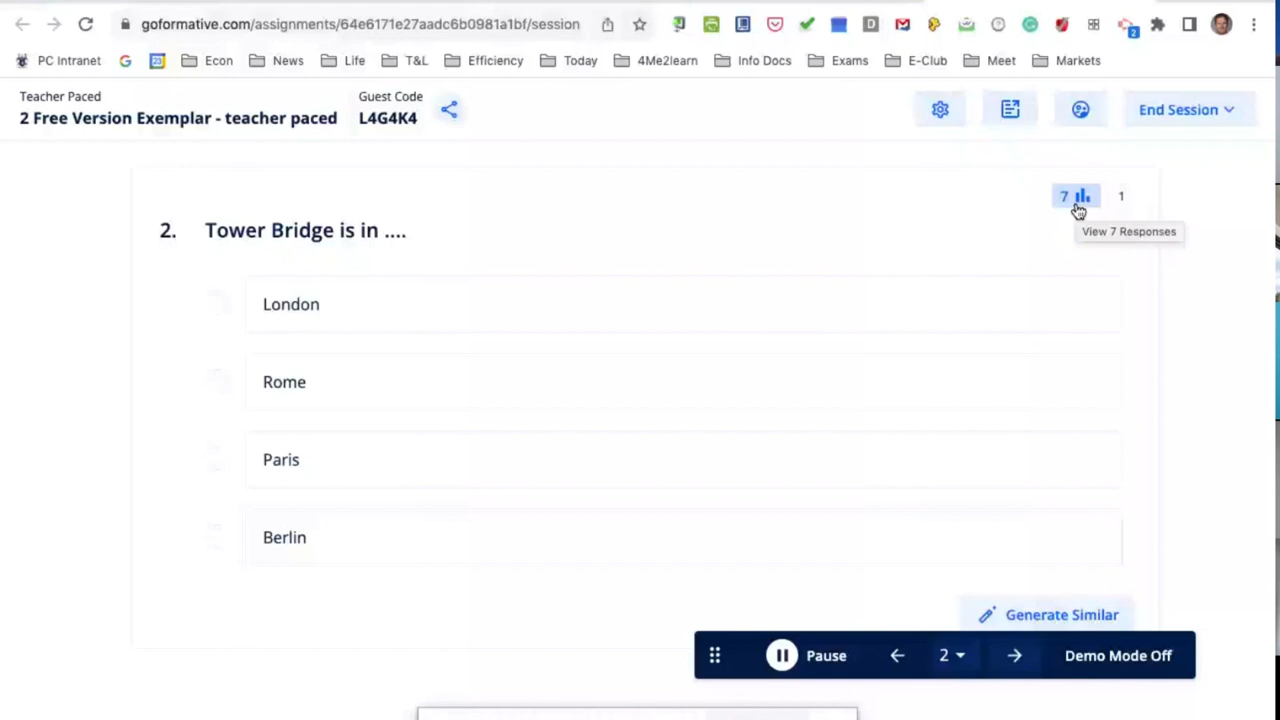 goformative.com/assignments/64e6171e27aadc6b0981a1bf/session
2
PC Intranet
23
Econ
News
Life
T&L
Efficiency
Today
4Me2learn
Info Docs
Exams
E-Club
Meet
Markets
Teacher Paced
Guest Code
2 Free Version Exemplar - teacher paced
L4G4K4
End Session
7
1
View 7 Responses
2. Tower Bridge is in ....
London
Rome
Paris
Berlin
Generate Similar
Pause
2
Demo Mode Off